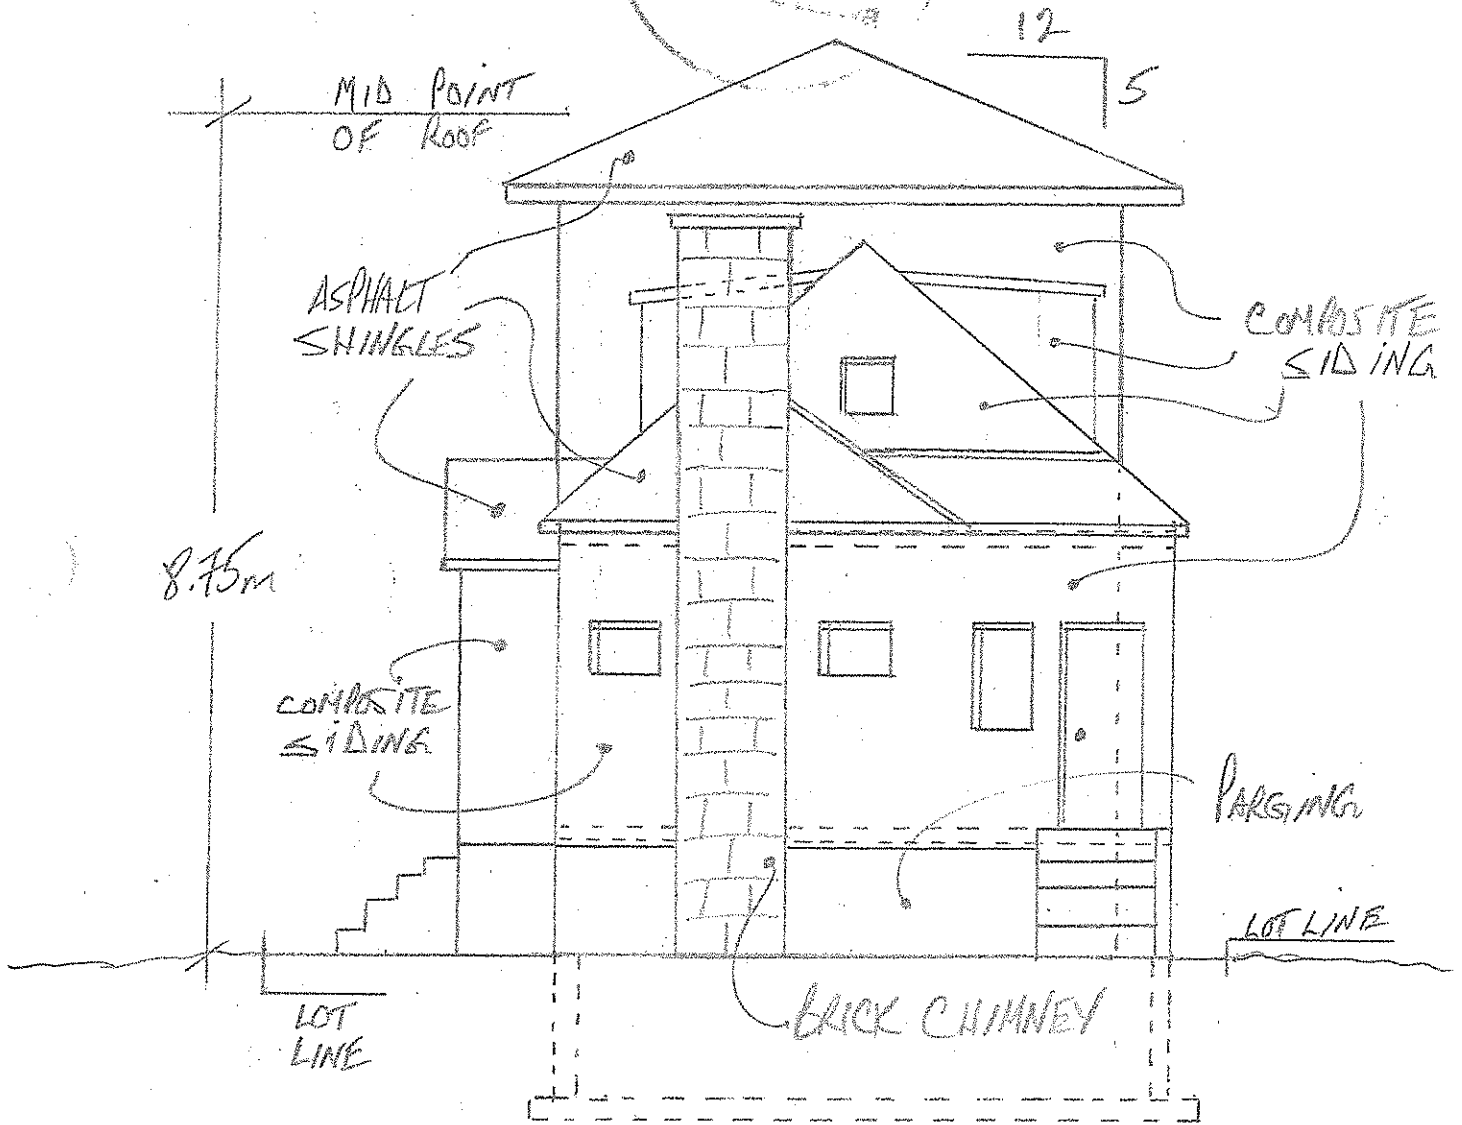 12
5
MID POINT
OF ROOF
ASPHALT
SHINGLES
COMPOSITE
SIDING
8.75m
COMPOSITE
SIDING
PARGING
LOT LINE
BRICK CHIMNEY
LOT
LINE